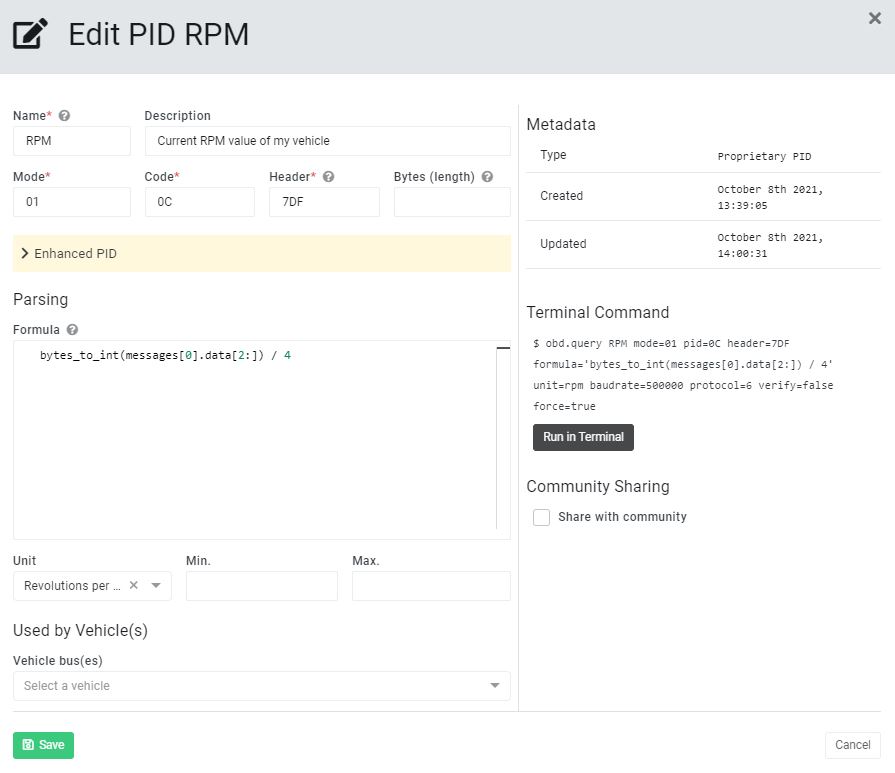 Edit PID RPM
Name*
Description
RPM
Current RPM value of my vehicle
Mode*
Code*
Header*
Bytes (length)
01
0C
7DF
Enhanced PID
Parsing
Formula
bytes_to_int(messages[0].data[2:]) / 4
Unit
Min.
Max.
Revolutions per ...
Used by Vehicle(s)
Vehicle bus(es)
Select a vehicle
Save
Metadata
Type
Proprietary PID
Created
October 8th 2021,
13:39:05
Updated
October 8th 2021,
14:00:31
Terminal Command
$ obd.query RPM mode=01 pid=0C header=7DF
formula='bytes_to_int(messages[0].data[2:]) / 4'
unit=rpm baudrate=500000 protocol=6 verify=false
force=true
Run in Terminal
Community Sharing
Share with community
Cancel